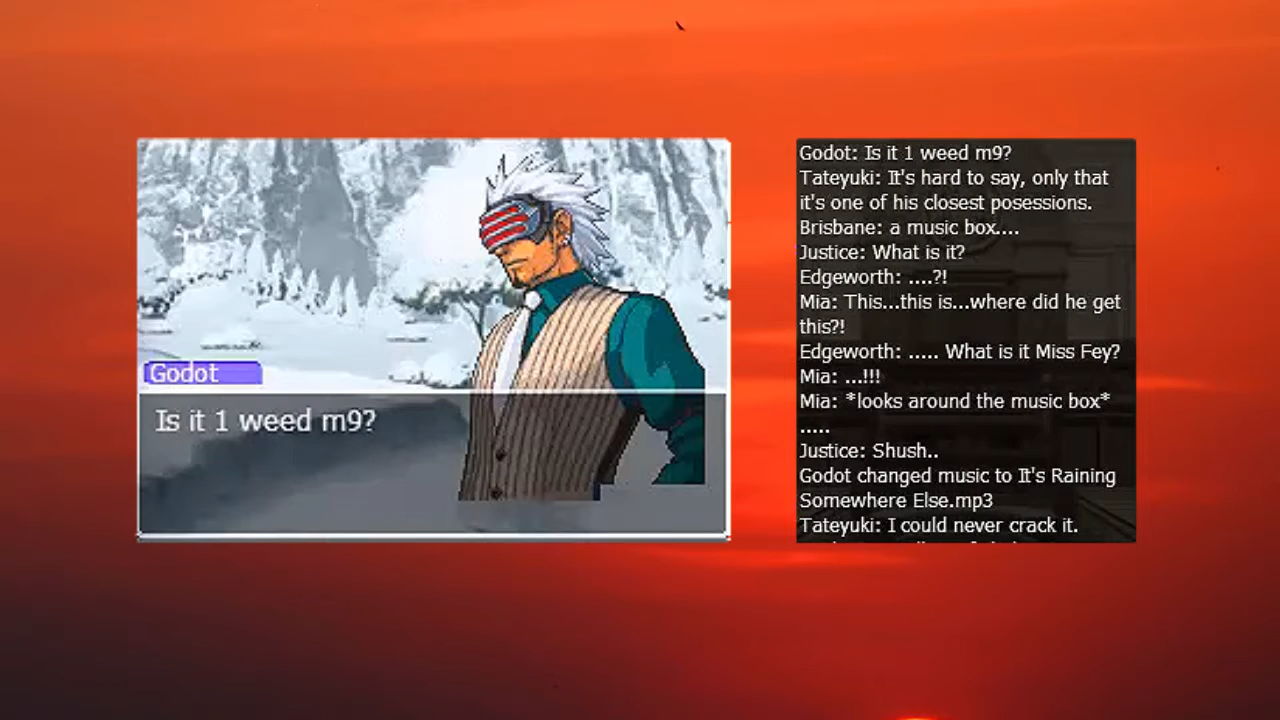 Godot
Is it 1 weed m9?
Godot: Is it 1 weed m9?
Tateyuki: It's hard to say, only that
it's one of his closest posessions.
Brisbane: a music box....
Justice: What is it?
Edgeworth: ....?!
Mia: This...this is...where did he get
this?!
Edgeworth: ..... What is it Miss Fey?
Mia: ...!!!
Mia: *looks around the music box*
.....
Justice: Shush..
Godot changed music to It's Raining
Somewhere Else.mp3
Tateyuki: I could never crack it.